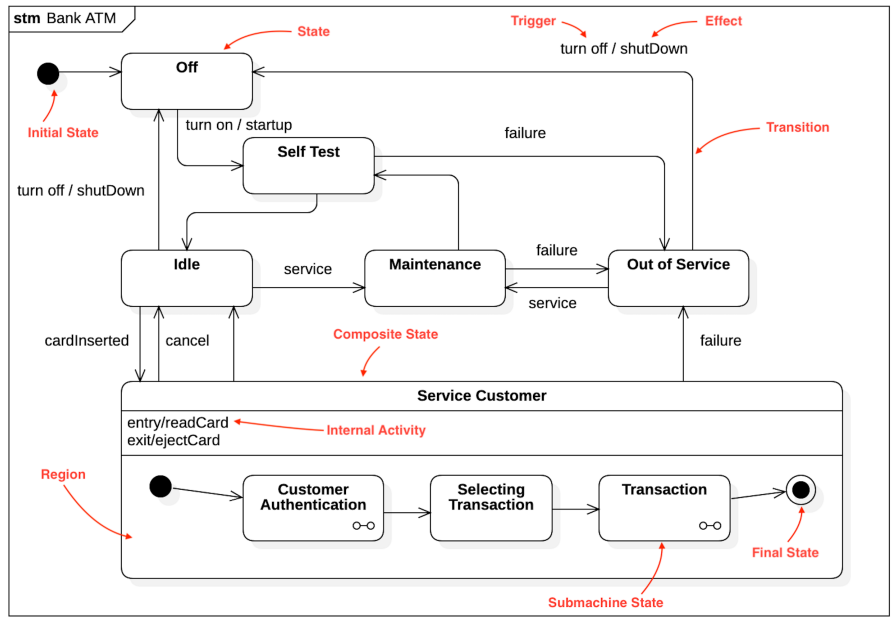 stm Bank ATM
State
Trigger
Effect
turn off / shutDown
Off
Initial State
turn on / startup
Transition
failure
Self Test
turn off / shutDown
Idle
service
Maintenance
failure
Out of Service
service
cardInserted
cancel
Composite State
failure
Service Customer
entry/readCard
exit/ejectCard
Internal Activity
Region
Customer
Authentication
Selecting
Transaction
Transaction
Final State
Submachine State